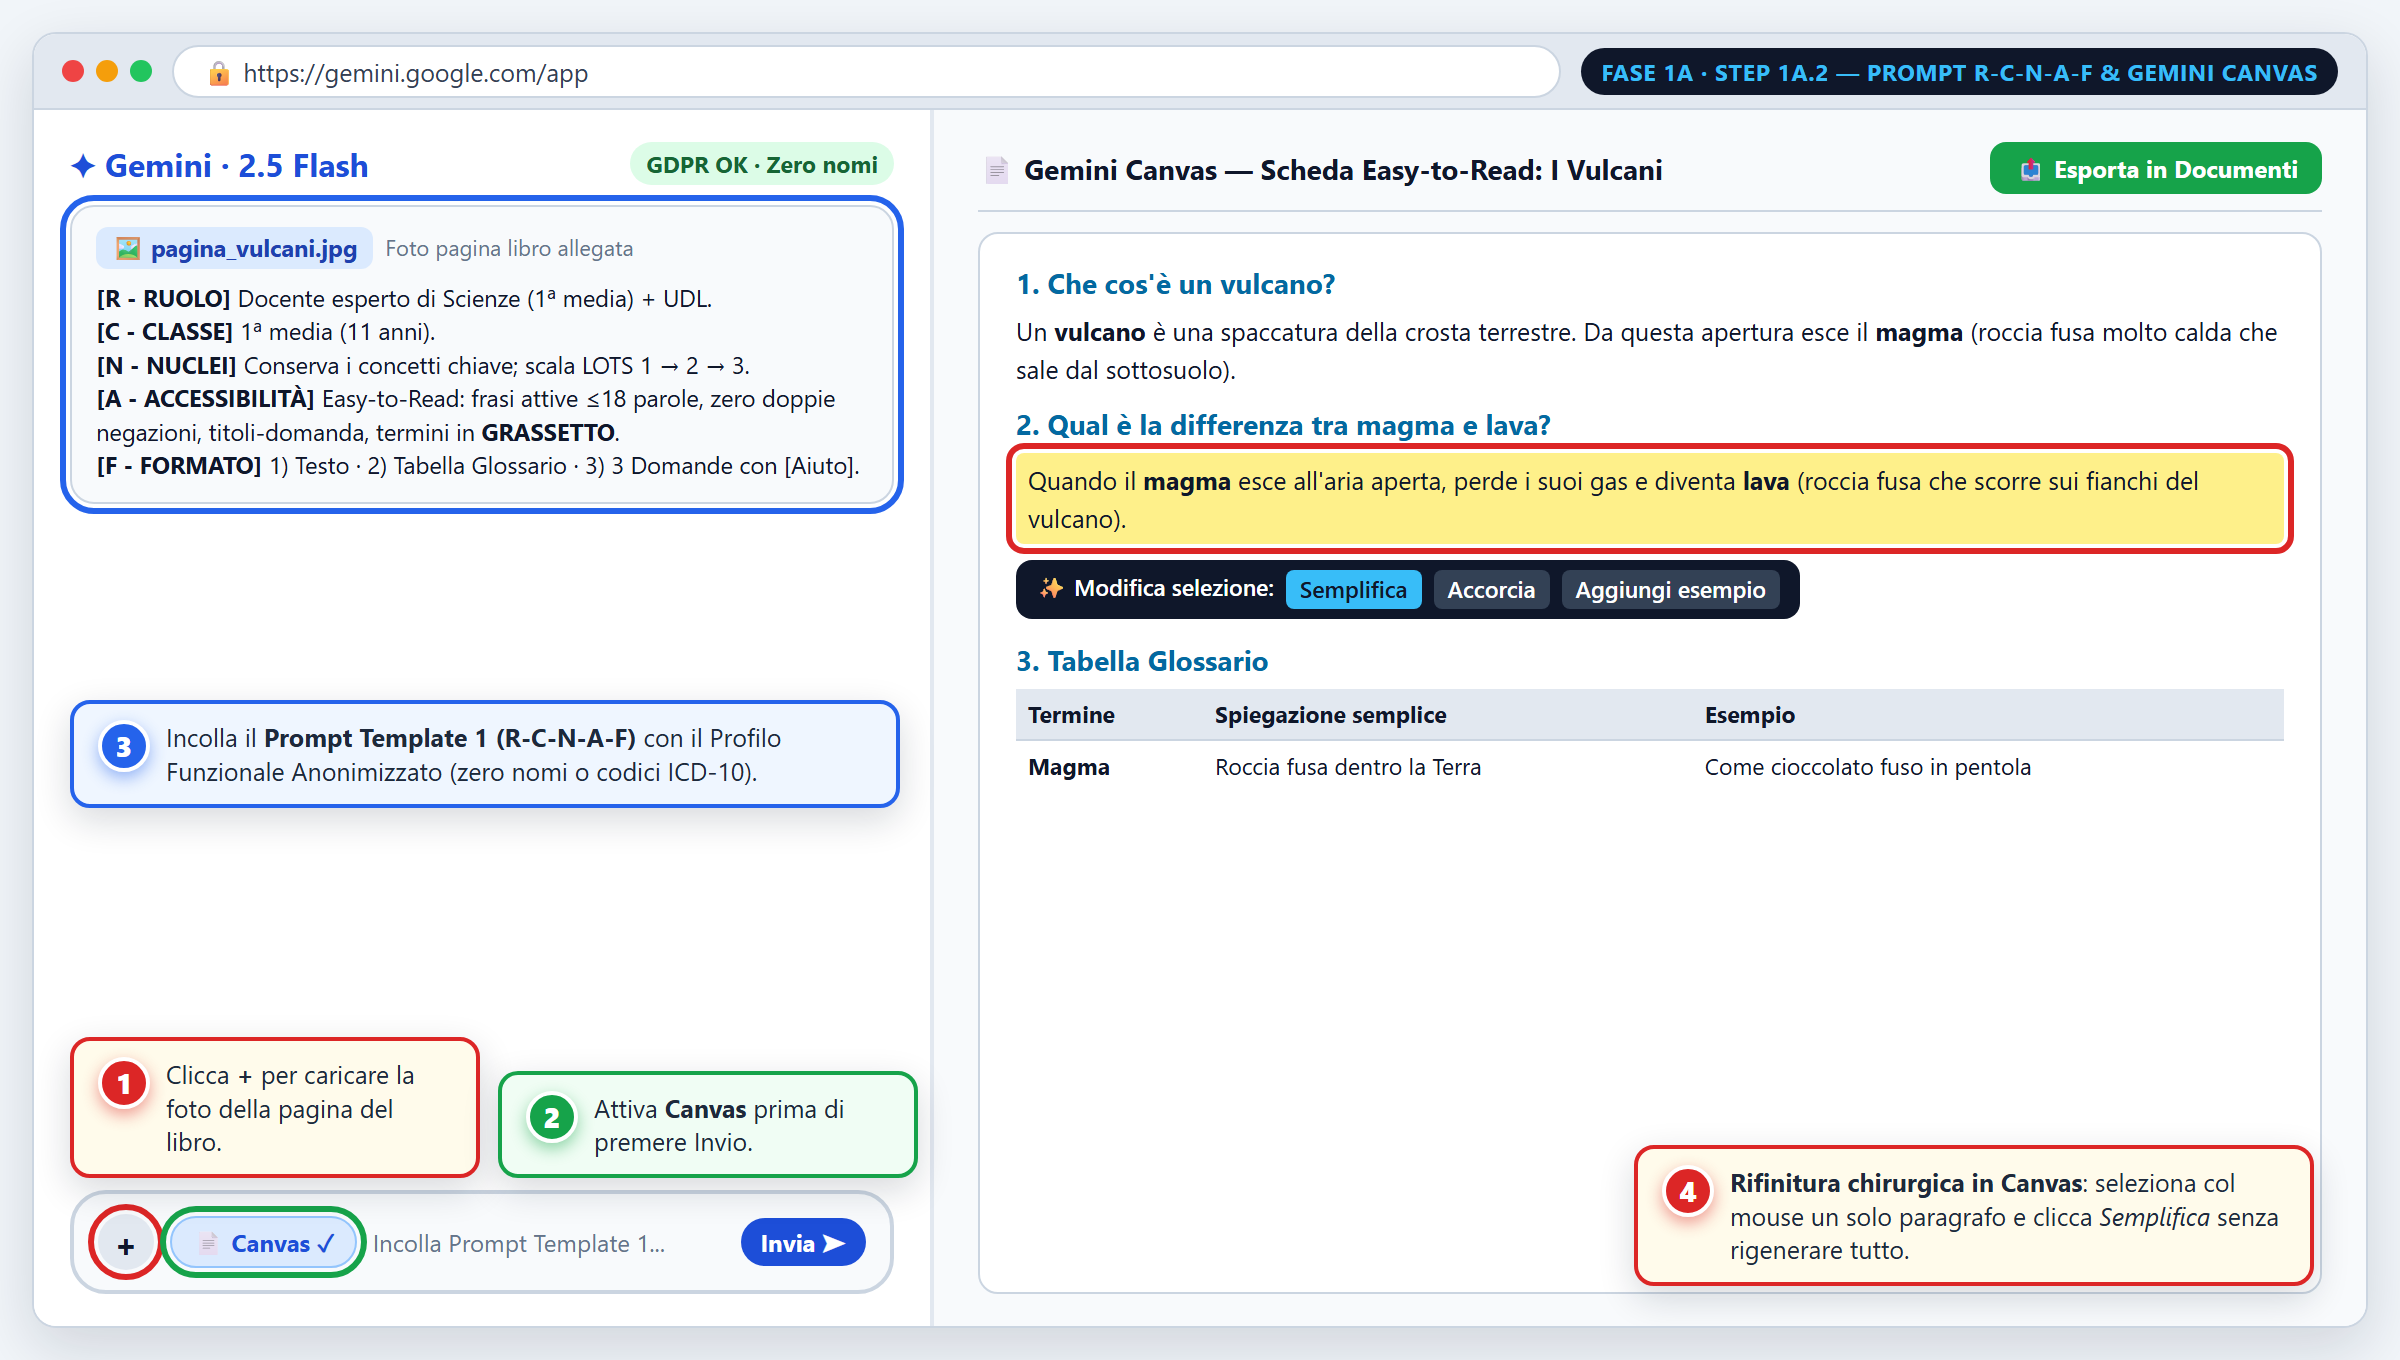 https://gemini.google.com/app
FASE 1A · STEP 1A.2 — PROMPT R-C-N-A-F & GEMINI CANVAS
✦ Gemini · 2.5 Flash
GDPR OK · Zero nomi
pagina_vulcani.jpg
Foto pagina libro allegata
[R - RUOLO] Docente esperto di Scienze (1ª media) + UDL.
[C - CLASSE] 1ª media (11 anni).
[N - NUCLEI] Conserva i concetti chiave; scala LOTS 1 → 2 → 3.
[A - ACCESSIBILITÀ] Easy-to-Read: frasi attive ≤18 parole, zero doppie
negazioni, titoli-domanda, termini in GRASSETTO.
[F - FORMATO] 1) Testo · 2) Tabella Glossario · 3) 3 Domande con [Aiuto].
3
Incolla il Prompt Template 1 (R-C-N-A-F) con il Profilo
Funzionale Anonimizzato (zero nomi o codici ICD-10).
1
Clicca + per caricare la
foto della pagina del
libro.
2
Attiva Canvas prima di
premere Invio.
+
Canvas ✓
Incolla Prompt Template 1...
Invia ➤
Gemini Canvas — Scheda Easy-to-Read: I Vulcani
Esporta in Documenti
1. Che cos'è un vulcano?
Un vulcano è una spaccatura della crosta terrestre. Da questa apertura esce il magma (roccia fusa molto calda che
sale dal sottosuolo).
2. Qual è la differenza tra magma e lava?
Quando il magma esce all'aria aperta, perde i suoi gas e diventa lava (roccia fusa che scorre sui fianchi del
vulcano).
✨ Modifica selezione: Semplifica Accorcia Aggiungi esempio
3. Tabella Glossario
Termine Spiegazione semplice Esempio
Magma Roccia fusa dentro la Terra Come cioccolato fuso in pentola
4
Rifinitura chirurgica in Canvas: seleziona col
mouse un solo paragrafo e clicca Semplifica senza
rigenerare tutto.